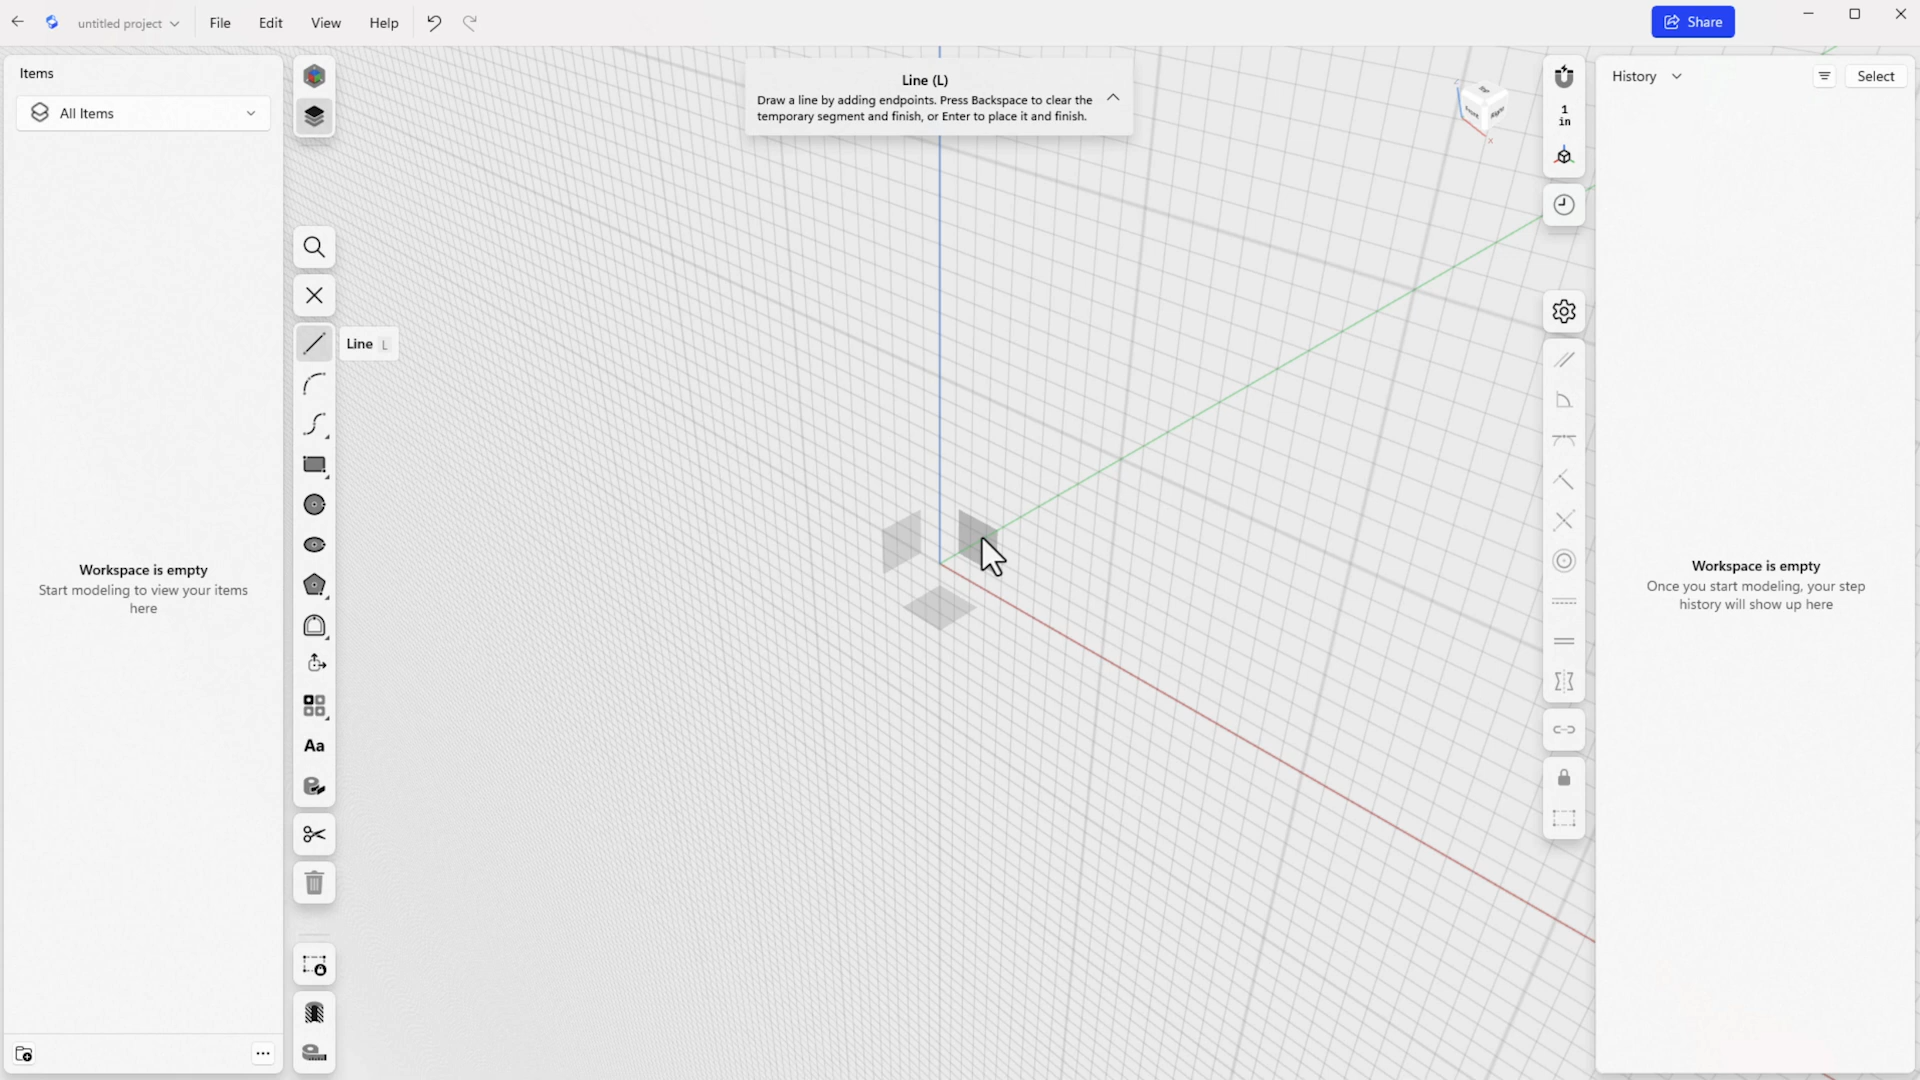 untitled project
File
Edit
View
Help
Share
Items
All Items
Workspace is empty
Start modeling to view your items
here
Line L
Aa
Line (L)
Draw a line by adding endpoints. Press Backspace to clear the
temporary segment and finish, or Enter to place it and finish.
Top
Front
Right
X
1
in
History
Select
Workspace is empty
Once you start modeling, your step
history will show up here